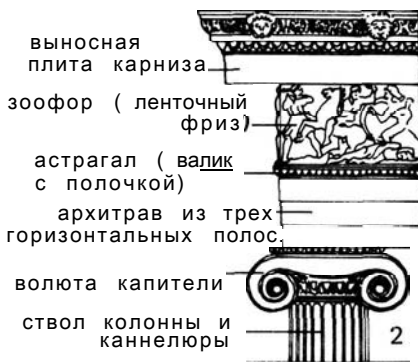 выносная
плита карниза
зоофор ( ленточный
фриз)
астрагал ( валик
с полочкой)
архитрав из трех
горизонтальных полос
волюта капители
ствол колонны и
каннелюры
2